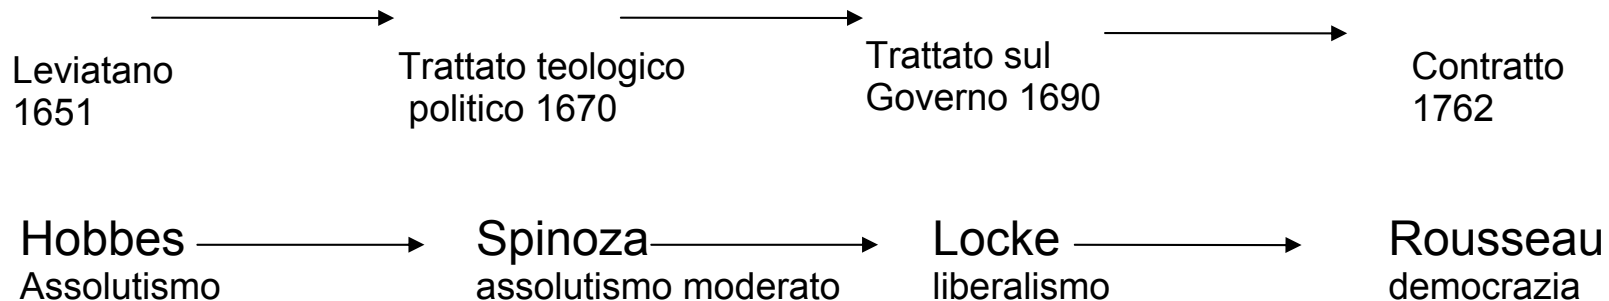 Leviatano
1651
Trattato teologico
politico 1670
Trattato sul
Governo 1690
Contratto
1762
Hobbes
Assolutismo
Spinoza
assolutismo moderato
Locke
liberalismo
Rousseau
democrazia